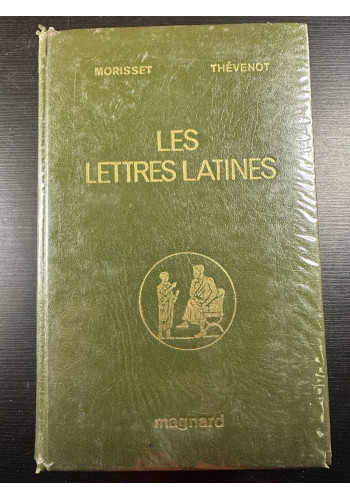 MORISSET THÉVENOT
LES
LETTRES LATINES
magnard